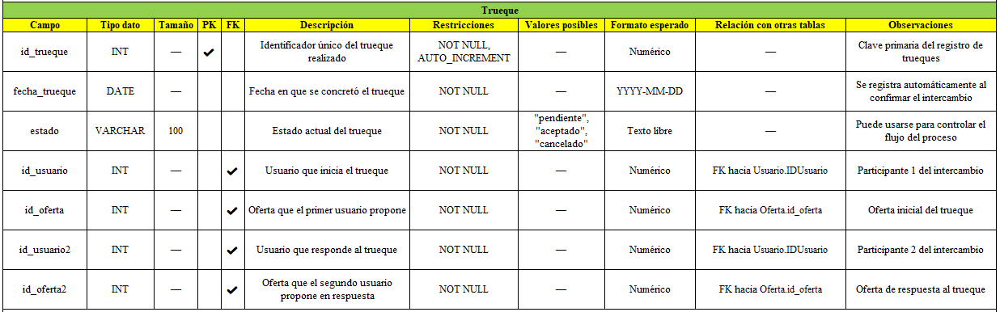 Trueque
Campo Tipo dato Tamaño PK FK Descripción Restricciones Valores posibles Formato esperado Relación con otras tablas Observaciones
id_trueque INT — ✔ Identificador único del trueque realizado NOT NULL, AUTO_INCREMENT — Numérico — Clave primaria del registro de trueques
fecha_trueque DATE — Fecha en que se concretó el trueque NOT NULL — YYYY-MM-DD — Se registra automáticamente al confirmar el intercambio
estado VARCHAR 100 Estado actual del trueque NOT NULL "pendiente", "aceptado", "cancelado" Texto libre — Puede usarse para controlar el flujo del proceso
id_usuario INT — ✔ Usuario que inicia el trueque NOT NULL — Numérico FK hacia Usuario.IDUsuario Participante 1 del intercambio
id_oferta INT — ✔ Oferta que el primer usuario propone NOT NULL — Numérico FK hacia Oferta.id_oferta Oferta inicial del trueque
id_usuario2 INT — ✔ Usuario que responde al trueque NOT NULL — Numérico FK hacia Usuario.IDUsuario Participante 2 del intercambio
id_oferta2 INT — ✔ Oferta que el segundo usuario propone en respuesta NOT NULL — Numérico FK hacia Oferta.id_oferta Oferta de respuesta al trueque